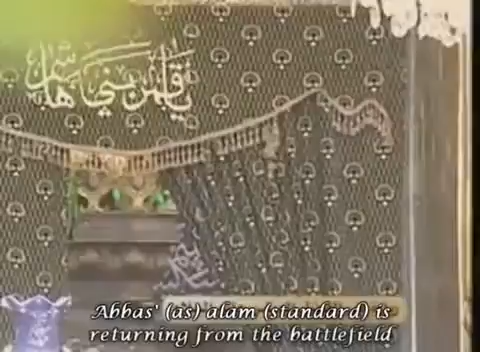 يا قمر بني هاشم
Abbas' (as) alam (standard) is
returning from the battlefield